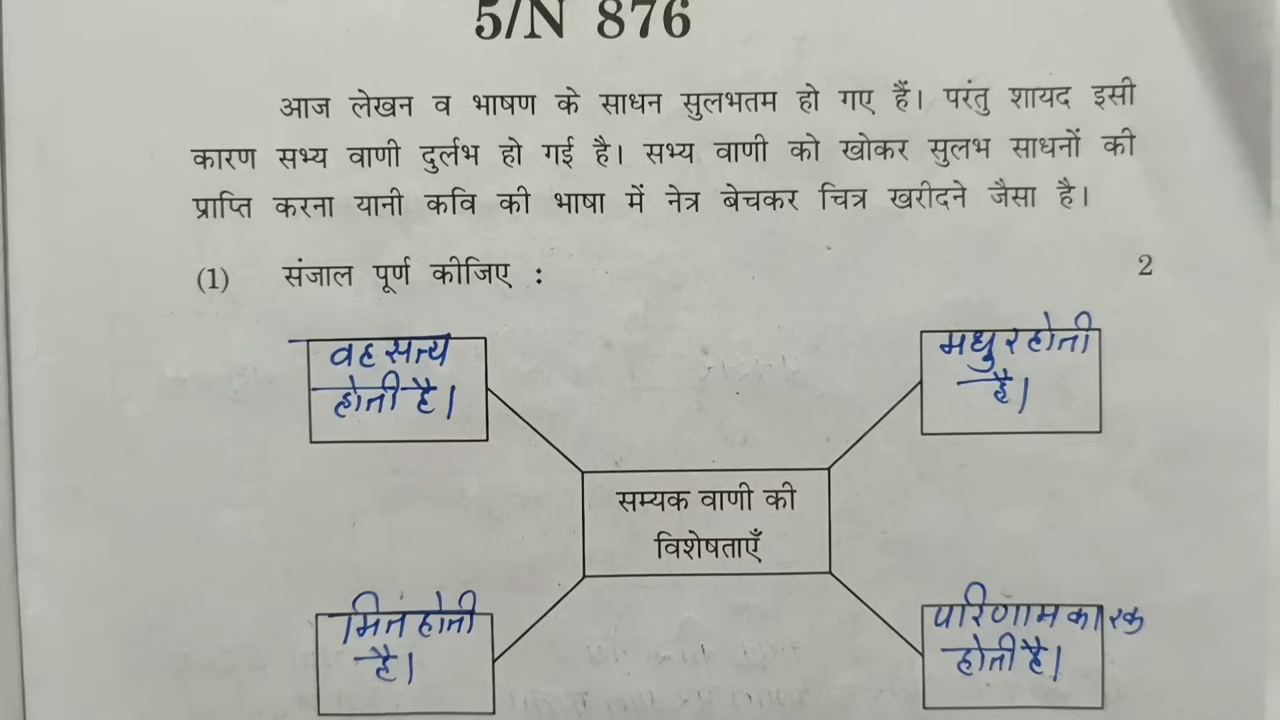 5/N 876
आज लेखन व भाषण के साधन सुलभतम हो गए हैं। परंतु शायद इसी
कारण सभ्य वाणी दुर्लभ हो गई है। सभ्य वाणी को खोकर सुलभ साधनों की
प्राप्ति करना यानी कवि की भाषा में नेत्र बेचकर चित्र खरीदने जैसा है।
(1) संजाल पूर्ण कीजिए : 2
वह सत्य
होती है।
मधुर होती
है।
सम्यक वाणी की
विशेषताएँ
मित होती
है।
परिणामकारक
होती है।